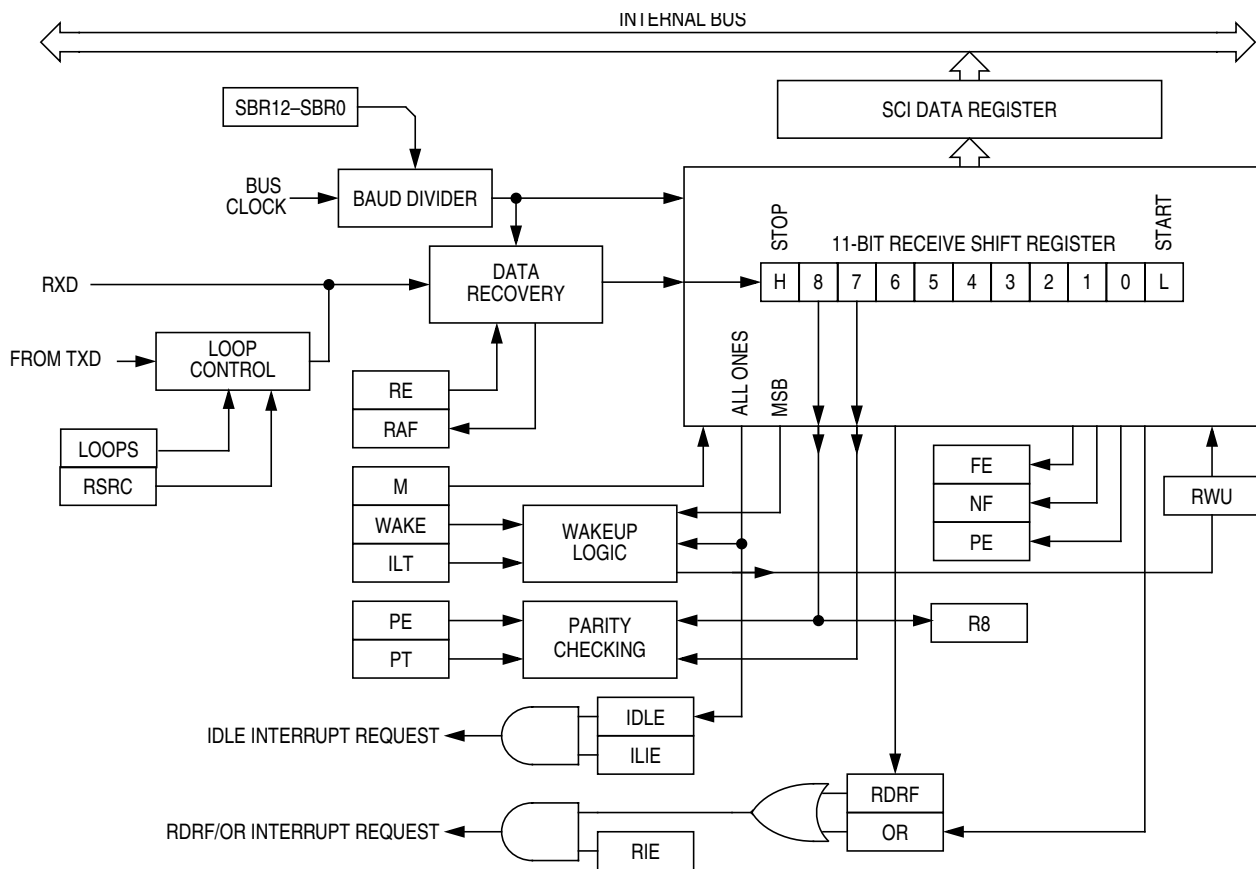 INTERNAL BUS
SBR12–SBR0
SCI DATA REGISTER
BUS
CLOCK
BAUD DIVIDER
STOP
11-BIT RECEIVE SHIFT REGISTER
START
RXD
DATA
RECOVERY
H 8 7 6 5 4 3 2 1 0 L
FROM TXD
LOOP
CONTROL
ALL ONES
MSB
RE
RAF
LOOPS
RSRC
M
WAKE
ILT
WAKEUP
LOGIC
FE
NF
PE
RWU
PE
PT
PARITY
CHECKING
R8
IDLE INTERRUPT REQUEST
IDLE
ILIE
RDRF/OR INTERRUPT REQUEST
RDRF
OR
RIE